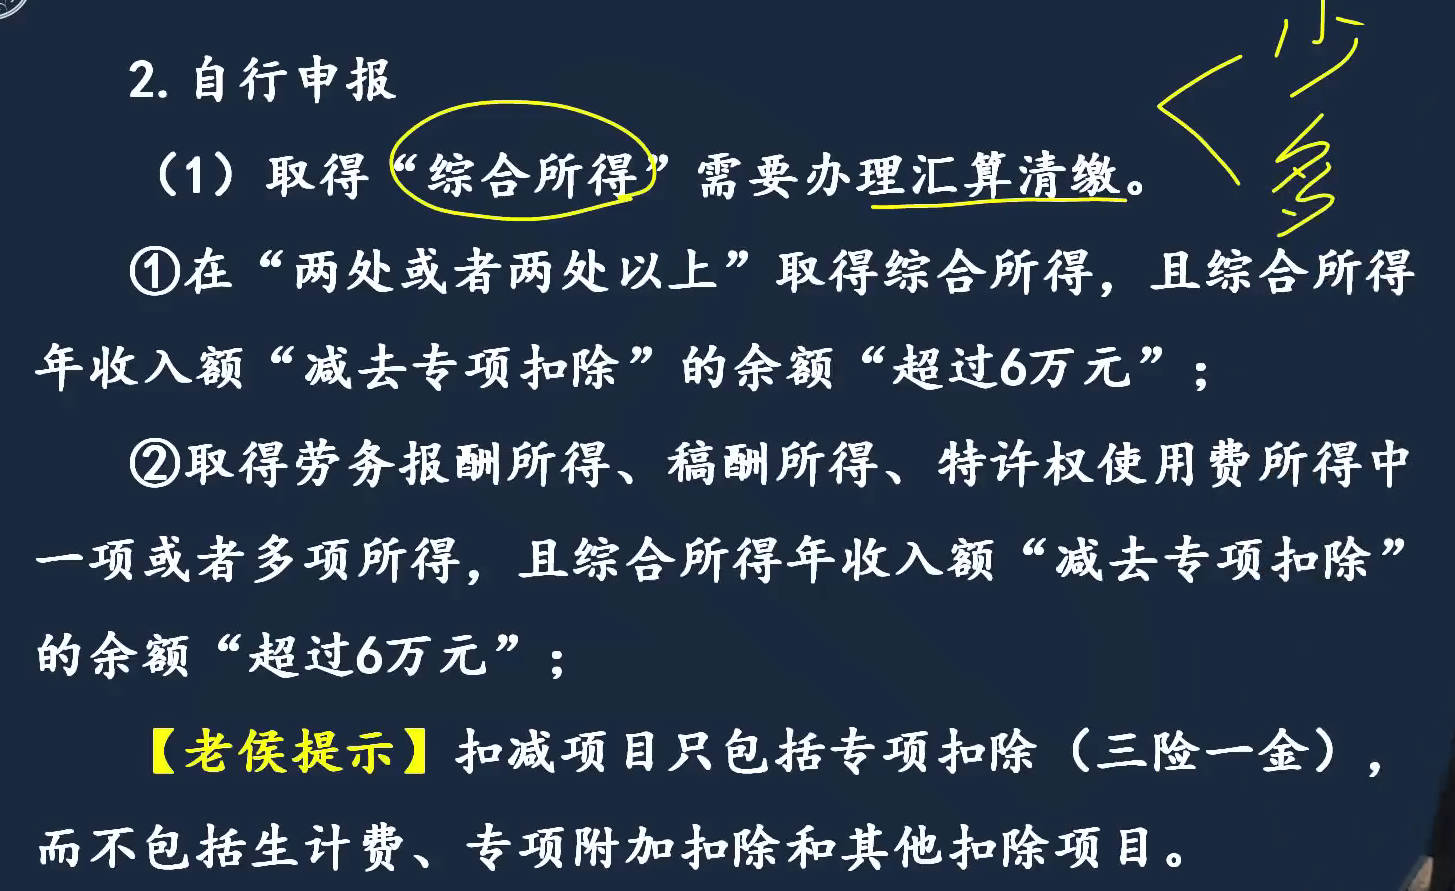 少
2. 自行申报
多
（1）取得“综合所得”需要办理汇算清缴。
①在“两处或者两处以上”取得综合所得，且综合所得
年收入额“减去专项扣除”的余额“超过6万元”；
②取得劳务报酬所得、稿酬所得、特许权使用费所得中
一项或者多项所得，且综合所得年收入额“减去专项扣除”
的余额“超过6万元”；
【老侯提示】扣减项目只包括专项扣除（三险一金），
而不包括生计费、专项附加扣除和其他扣除项目。